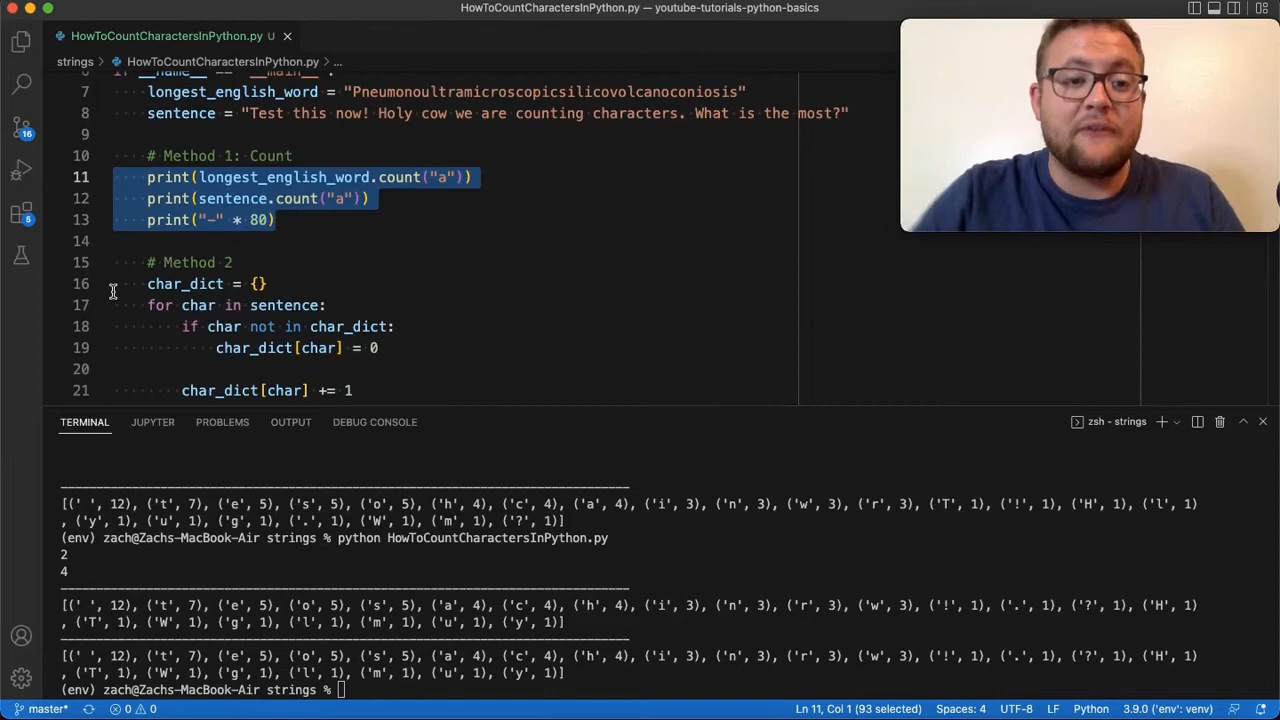 HowToCountCharactersInPython.py — youtube-tutorials-python-basics
HowToCountCharactersInPython.py U
strings > HowToCountCharactersInPython.py > ...
6 if __name__ == "__main__":
7 longest_english_word = "Pneumonoultramicroscopicsilicovolcanoconiosis"
8 sentence = "Test this now! Holy cow we are counting characters. What is the most?"
9
10 # Method 1: Count
11 print(longest_english_word.count("a"))
12 print(sentence.count("a"))
13 print("-" * 80)
14
15 # Method 2
16 char_dict = {}
17 for char in sentence:
18 if char not in char_dict:
19 char_dict[char] = 0
20
21 char_dict[char] += 1
16
5
TERMINAL JUPYTER PROBLEMS OUTPUT DEBUG CONSOLE
zsh - strings
--------------------------------------------------------------------------------
[(' ', 12), ('t', 7), ('e', 5), ('s', 5), ('o', 5), ('h', 4), ('c', 4), ('a', 4), ('i', 3), ('n', 3), ('w', 3), ('r', 3), ('T', 1), ('!', 1), ('H', 1), ('l', 1)
, ('y', 1), ('u', 1), ('g', 1), ('.', 1), ('W', 1), ('m', 1), ('?', 1)]
(env) zach@Zachs-MacBook-Air strings % python HowToCountCharactersInPython.py
2
4
--------------------------------------------------------------------------------
[(' ', 12), ('t', 7), ('e', 5), ('o', 5), ('s', 5), ('a', 4), ('c', 4), ('h', 4), ('i', 3), ('n', 3), ('r', 3), ('w', 3), ('!', 1), ('.', 1), ('?', 1), ('H', 1)
, ('T', 1), ('W', 1), ('g', 1), ('l', 1), ('m', 1), ('u', 1), ('y', 1)]
--------------------------------------------------------------------------------
[(' ', 12), ('t', 7), ('e', 5), ('o', 5), ('s', 5), ('a', 4), ('c', 4), ('h', 4), ('i', 3), ('n', 3), ('r', 3), ('w', 3), ('!', 1), ('.', 1), ('?', 1), ('H', 1)
, ('T', 1), ('W', 1), ('g', 1), ('l', 1), ('m', 1), ('u', 1), ('y', 1)]
(env) zach@Zachs-MacBook-Air strings %
master* 0 0 Ln 11, Col 1 (93 selected) Spaces: 4 UTF-8 LF Python 3.9.0 ('env': venv)